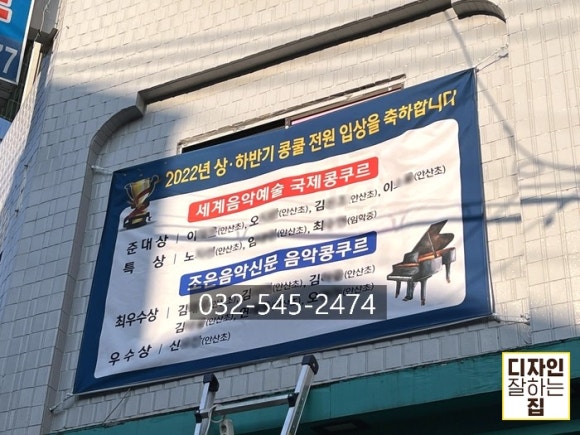 77
2022년 상·하반기 콩쿨 전원 입상을 축하합니다
세계음악예술 국제콩쿠르
준대상 | 이 (안산초), 오 (안산초), 김 (안산초), 이 (안산초)
특 상 | 노 (안산초), 임 (안산초), 최 (임학중)
조은음악신문 음악콩쿠르
최우수상 | 김 김 김 (안산초)
김 (안산초), 권 오 (안산초)
우수상 | 신 (안산초)
032-545-2474
디자인
잘하는
집